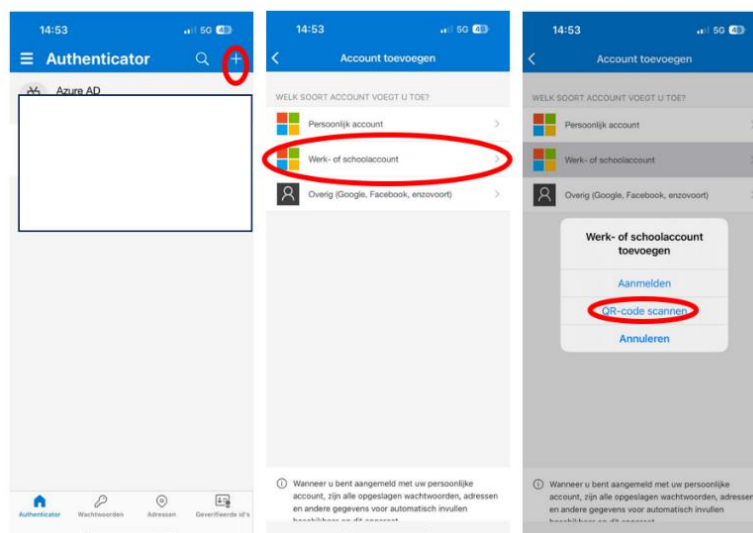 14:53
5G 40
Authenticator
Azure AD
Authenticator
Wachtwoorden
Adressen
Geverifieerde id's
14:53
5G 40
Account toevoegen
WELK SOORT ACCOUNT VOEGT U TOE?
Persoonlijk account
Werk- of schoolaccount
Overig (Google, Facebook, enzovoort)
Wanneer u bent aangemeld met uw persoonlijke
account, zijn alle opgeslagen wachtwoorden, adressen
en andere gegevens voor automatisch invullen
14:53
5G 40
Account toevoegen
WELK SOORT ACCOUNT VOEGT U TOE?
Persoonlijk account
Werk- of schoolaccount
Overig (Google, Facebook, enzovoort)
Werk- of schoolaccount
toevoegen
Aanmelden
QR-code scannen
Annuleren
Wanneer u bent aangemeld met uw persoonlijke
account, zijn alle opgeslagen wachtwoorden, adressen
en andere gegevens voor automatisch invullen